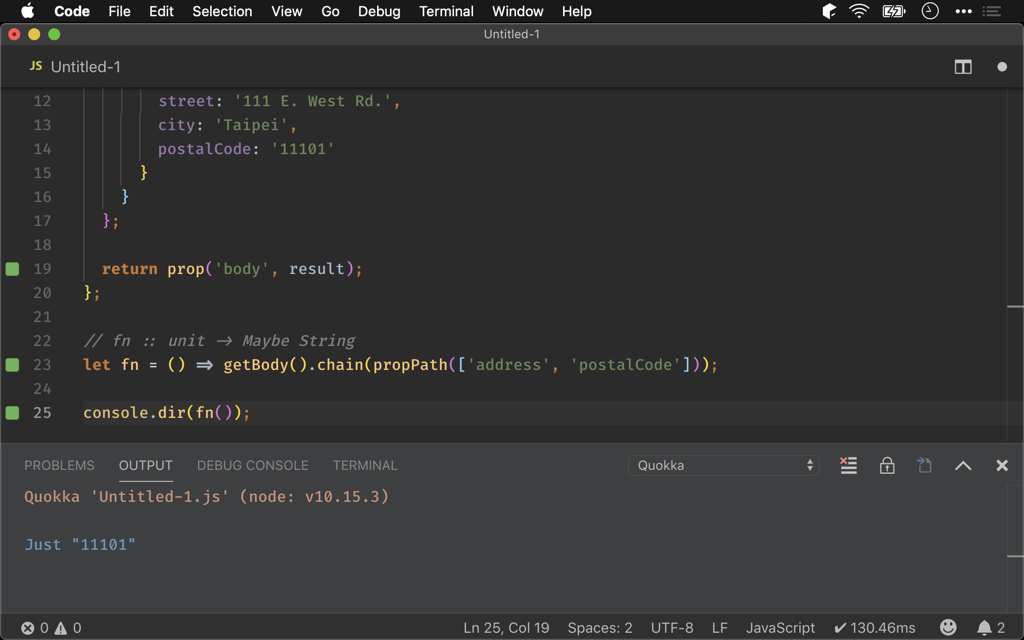 Code File Edit Selection View Go Debug Terminal Window Help
Untitled-1
JS Untitled-1
12 street: '111 E. West Rd.',
13 city: 'Taipei',
14 postalCode: '11101'
15 }
16 }
17 };
18
19 return prop('body', result);
20 };
21
22 // fn :: unit → Maybe String
23 let fn = () ⇒ getBody().chain(propPath(['address', 'postalCode']));
24
25 console.dir(fn());
PROBLEMS OUTPUT DEBUG CONSOLE TERMINAL Quokka
Quokka 'Untitled-1.js' (node: v10.15.3)
Just "11101"
0 0 Ln 25, Col 19 Spaces: 2 UTF-8 LF JavaScript ✔ 130.46ms 2